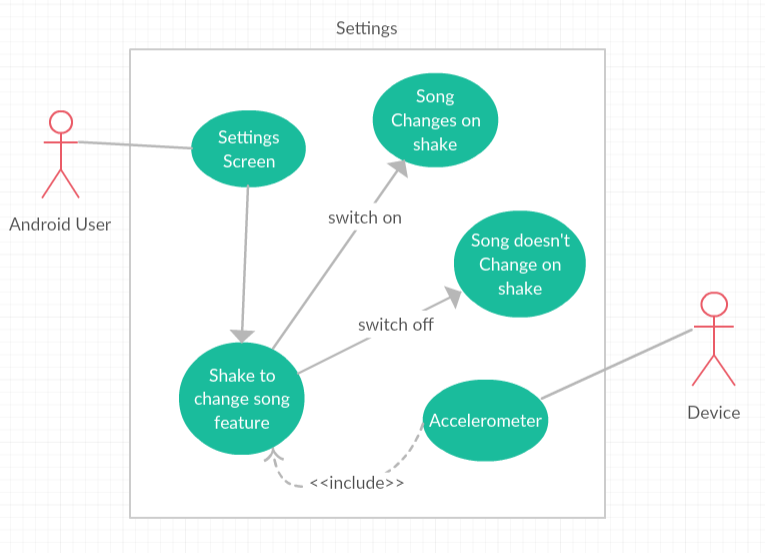 Settings
Song
Changes on
shake
Settings
Screen
Android User
switch on
Song doesn't
Change on
shake
switch off
Shake to
change song
feature
Accelerometer
Device
<<include>>